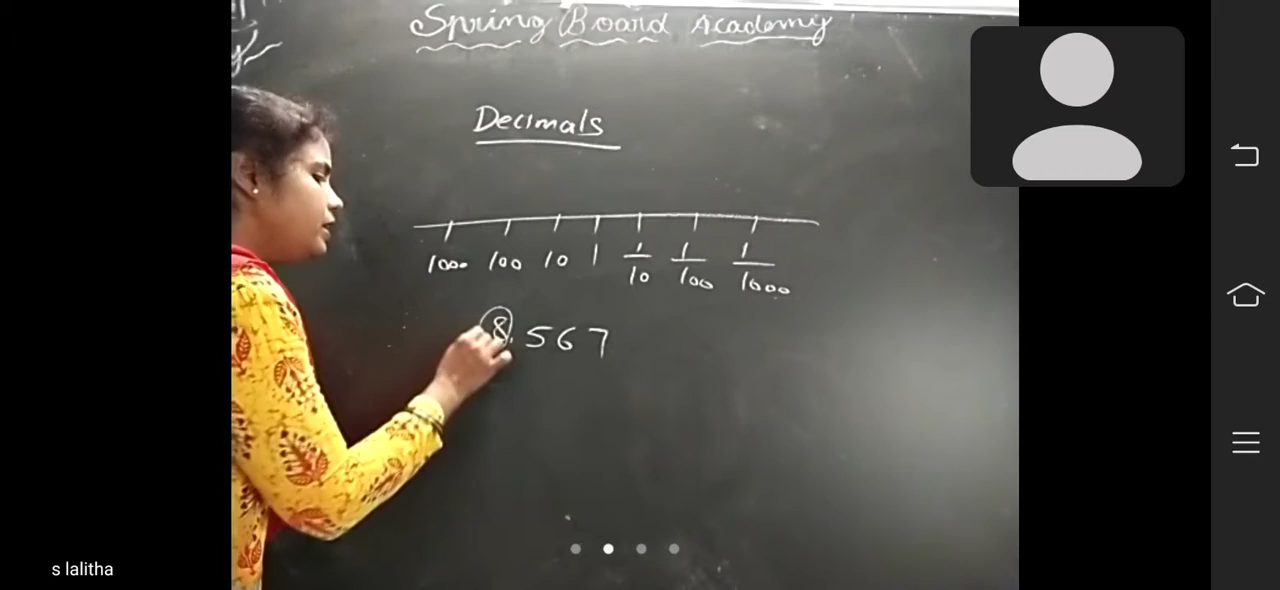 Spring Board Academy
Decimals
1000 100 10 1 1/10 1/100 1/1000
8.567
s lalitha